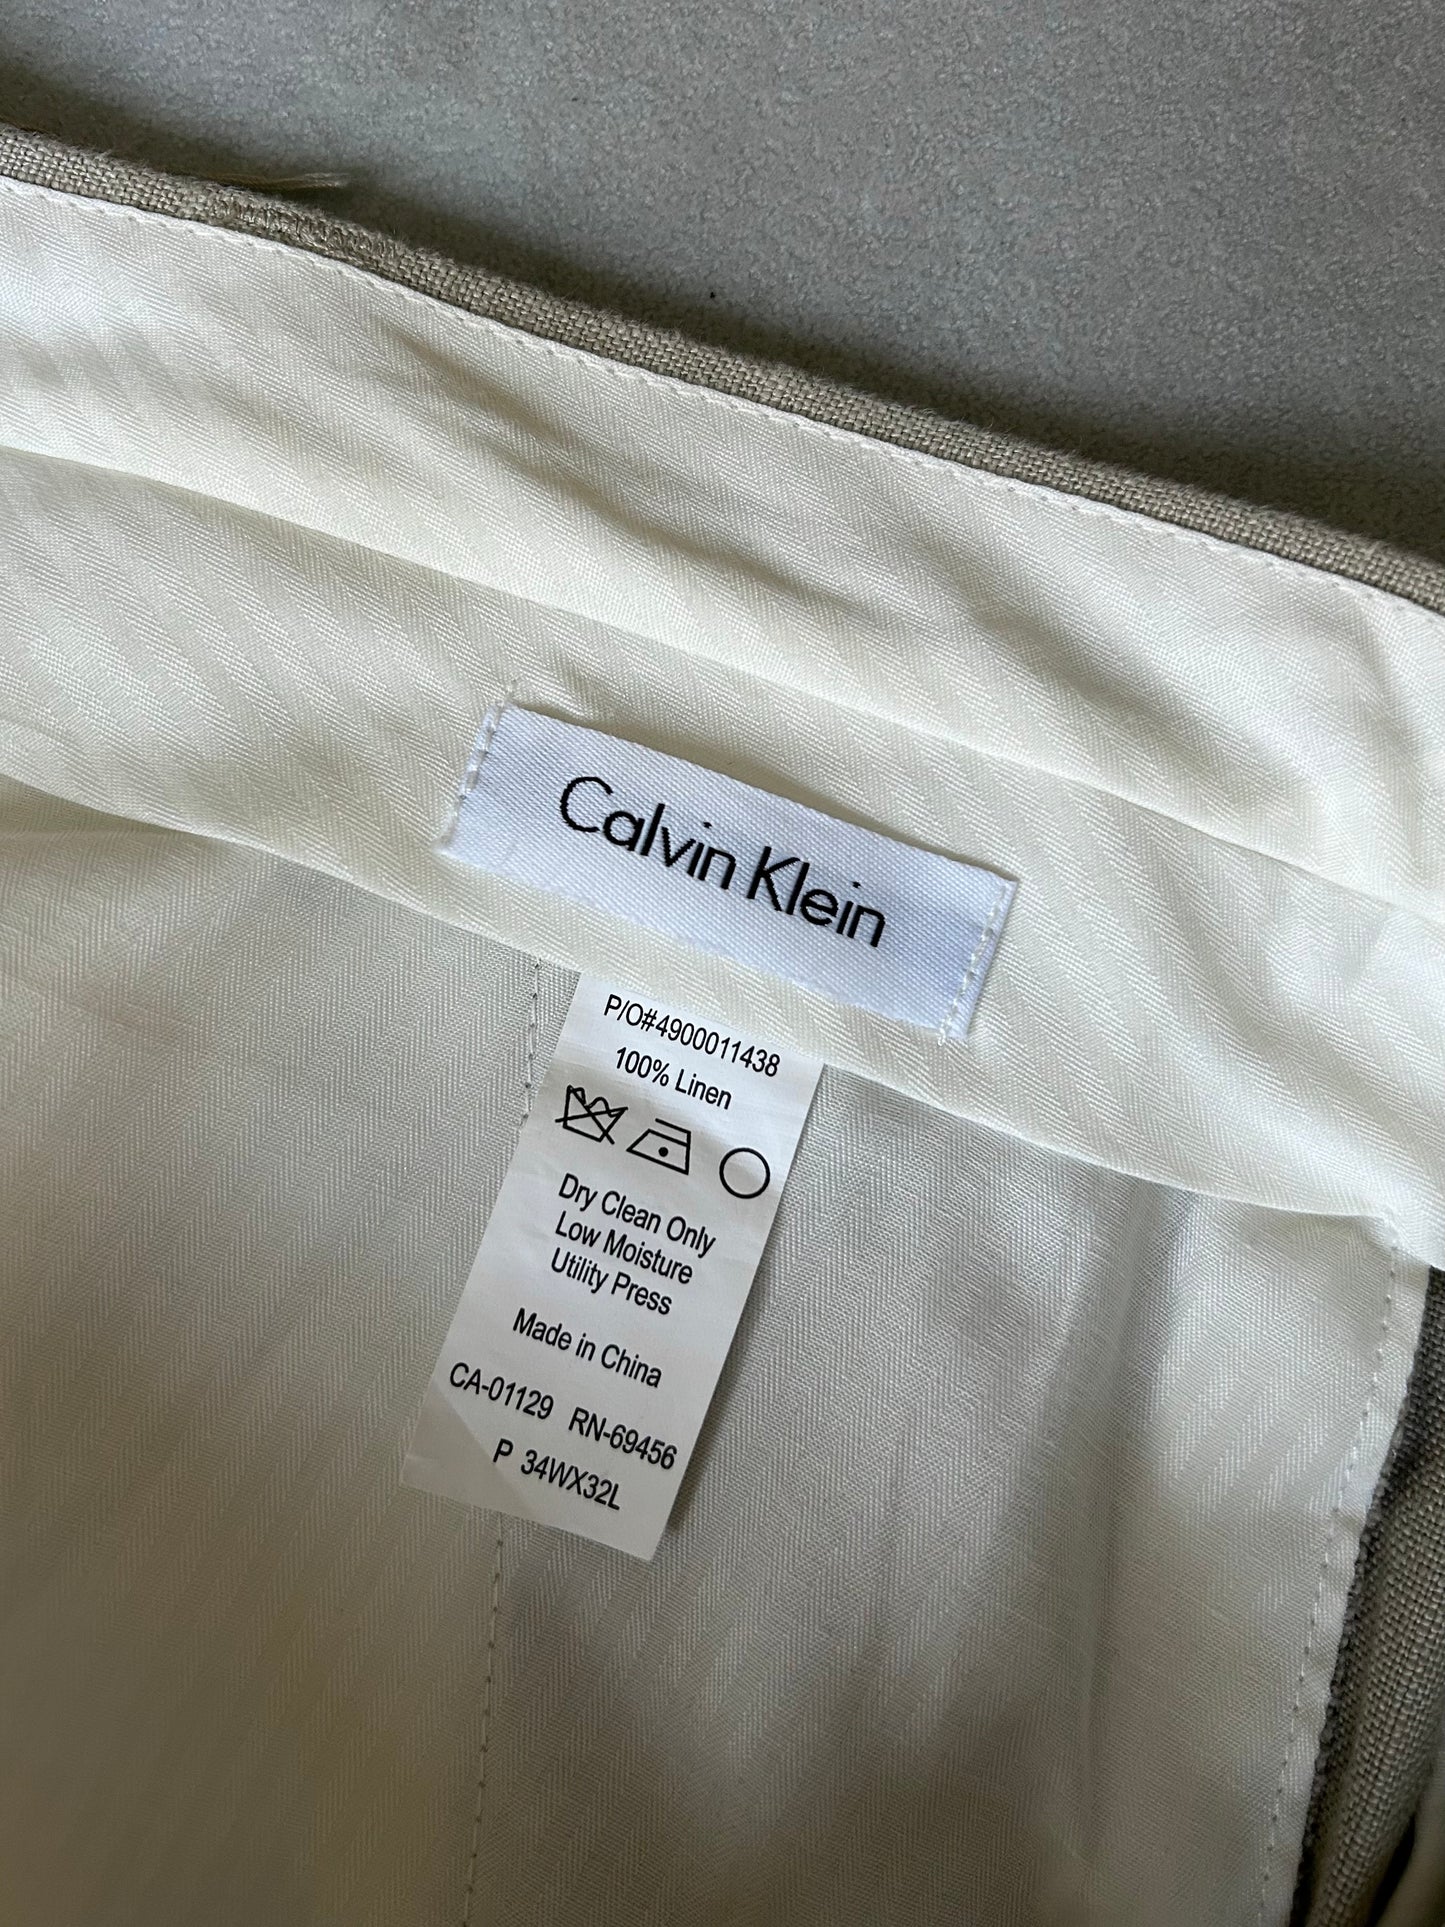 Calvin Klein
P/O#4900011438
100% Linen
Dry Clean Only
Low Moisture
Utility Press
Made in China
CA-01129 RN-69456
P 34WX32L